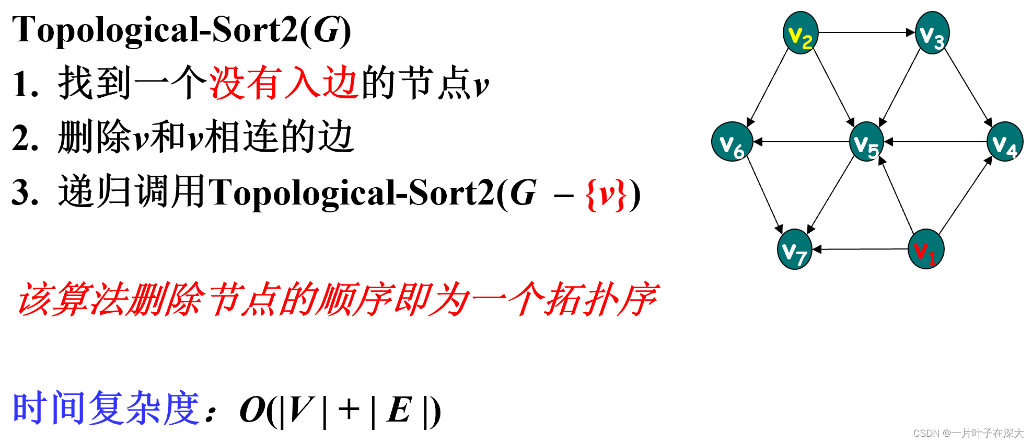 Topological-Sort2(G)
1. 找到一个没有入边的节点v
2. 删除v和v相连的边
3. 递归调用Topological-Sort2(G – {v})
该算法删除节点的顺序即为一个拓扑序
时间复杂度：O(|V|+|E|)
v2
v3
v6
v5
v4
v7
v1
CSDN @一片叶子在深大